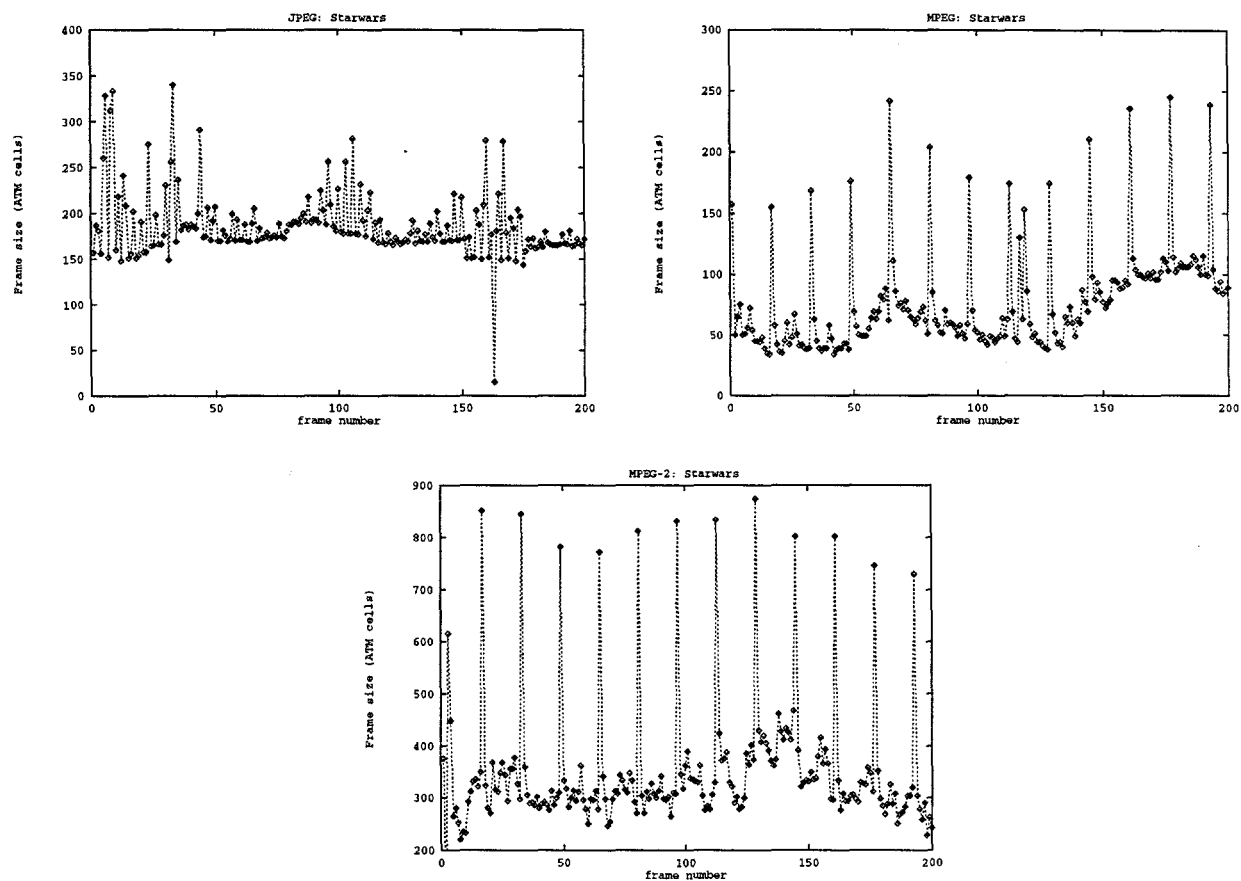 JPEG: Starwars
Frame size (ATM cells)
400
350
300
250
200
150
100
50
0
0 50 100 150 200
frame number
MPEG: Starwars
Frame size (ATM cells)
300
250
200
150
100
50
0
0 50 100 150 200
frame number
MPEG-2: Starwars
Frame size (ATM cells)
900
800
700
600
500
400
300
200
0 50 100 150 200
frame number